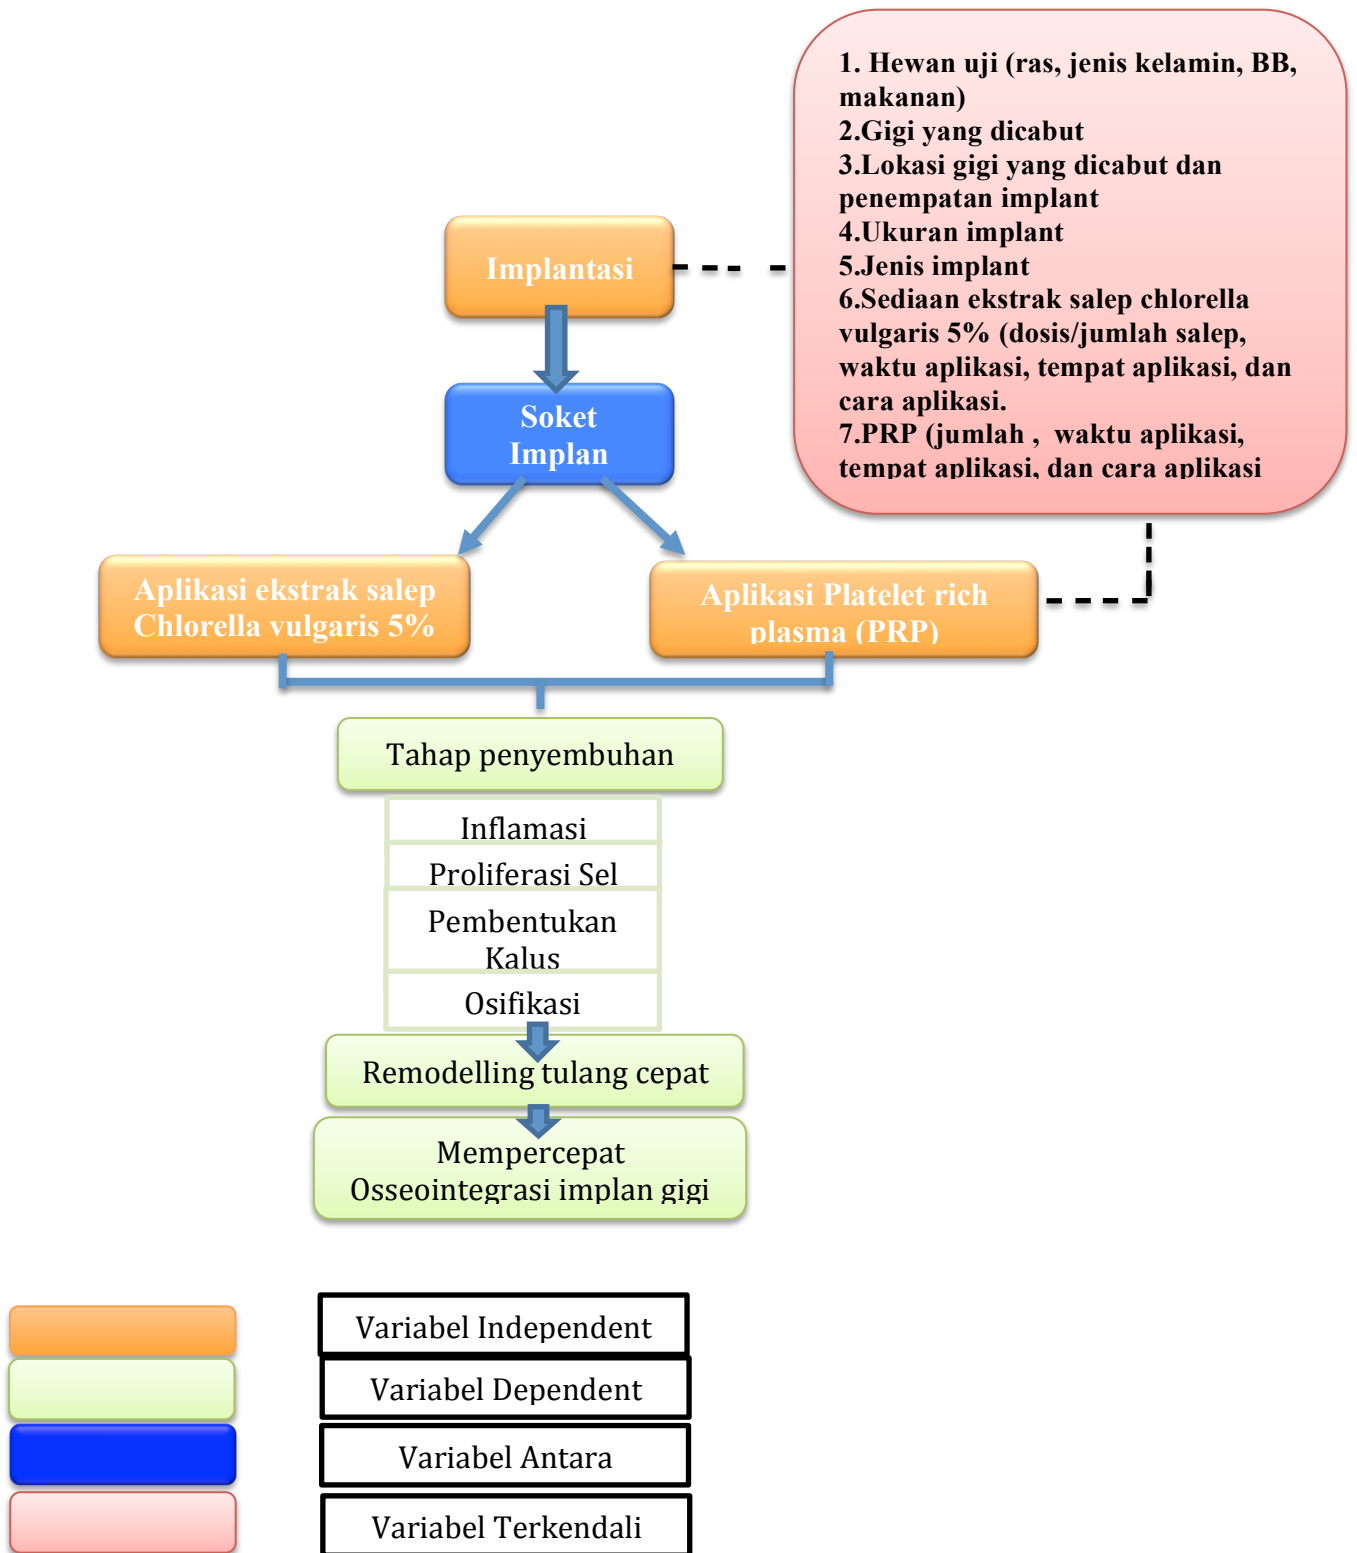 1. Hewan uji (ras, jenis kelamin, BB,
makanan)
2.Gigi yang dicabut
3.Lokasi gigi yang dicabut dan
penempatan implant
4.Ukuran implant
5.Jenis implant
6.Sediaan ekstrak salep chlorella
vulgaris 5% (dosis/jumlah salep,
waktu aplikasi, tempat aplikasi, dan
cara aplikasi.
7.PRP (jumlah , waktu aplikasi,
tempat aplikasi, dan cara aplikasi
Implantasi
Soket
Implan
Aplikasi ekstrak salep
Chlorella vulgaris 5%
Aplikasi Platelet rich
plasma (PRP)
Tahap penyembuhan
Inflamasi
Proliferasi Sel
Pembentukan
Kalus
Osifikasi
Remodelling tulang cepat
Mempercepat
Osseointegrasi implan gigi
Variabel Independent
Variabel Dependent
Variabel Antara
Variabel Terkendali